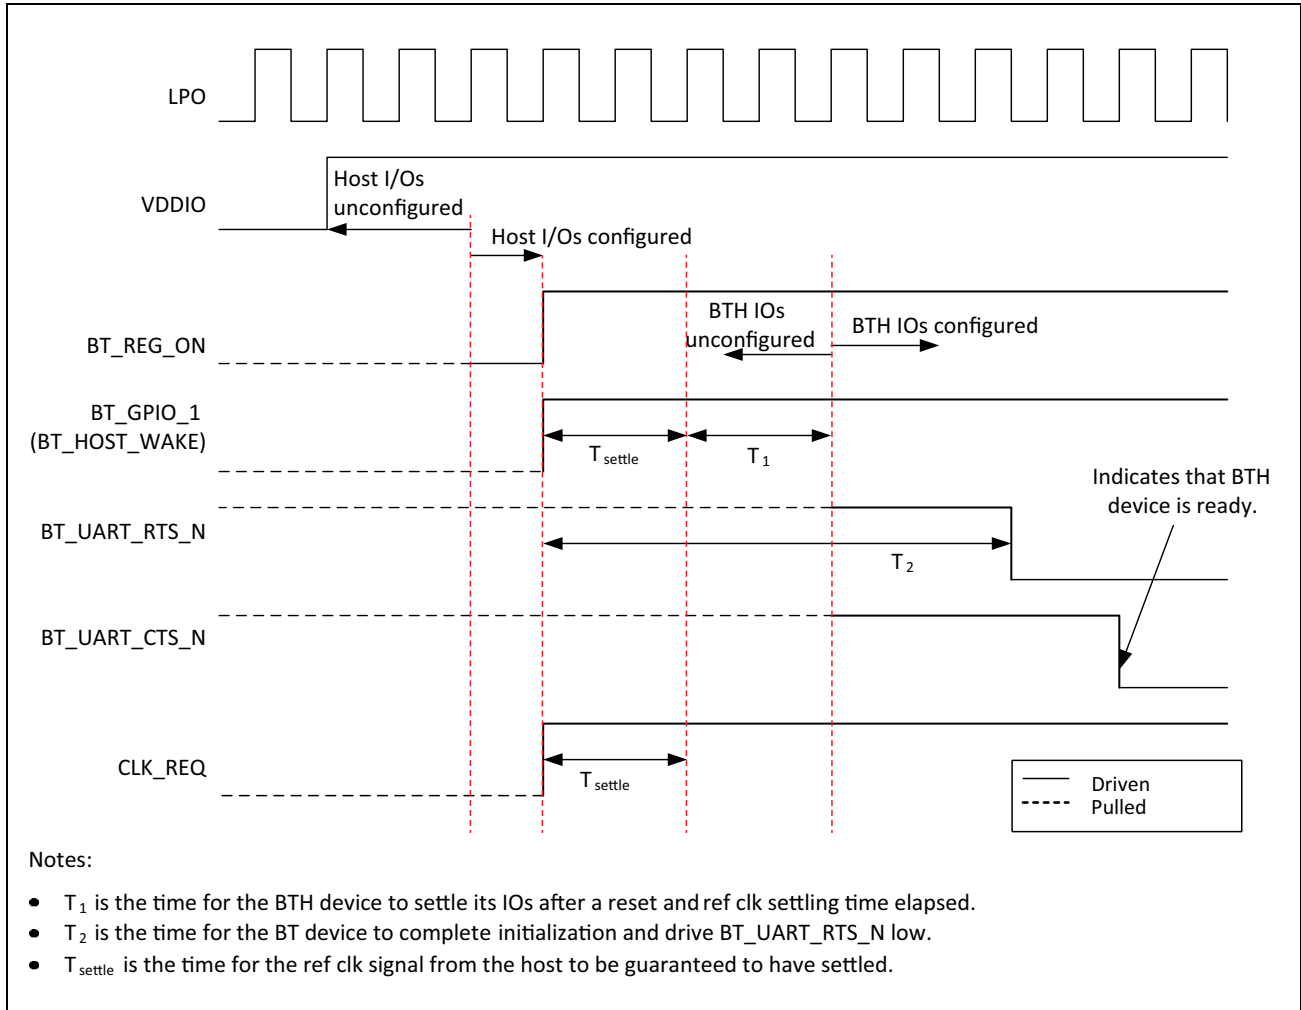 LPO
VDDIO
Host I/Os
unconfigured
Host I/Os configured
BT_REG_ON
BTH IOs
unconfigured
BTH IOs configured
BT_GPIO_1
(BT_HOST_WAKE)
T settle
T 1
Indicates that BTH
device is ready.
BT_UART_RTS_N
T 2
BT_UART_CTS_N
CLK_REQ
T settle
Driven
Pulled
Notes:
• T 1 is the time for the BTH device to settle its IOs after a reset and ref clk settling time elapsed.
• T 2 is the time for the BT device to complete initialization and drive BT_UART_RTS_N low.
• T settle is the time for the ref clk signal from the host to be guaranteed to have settled.